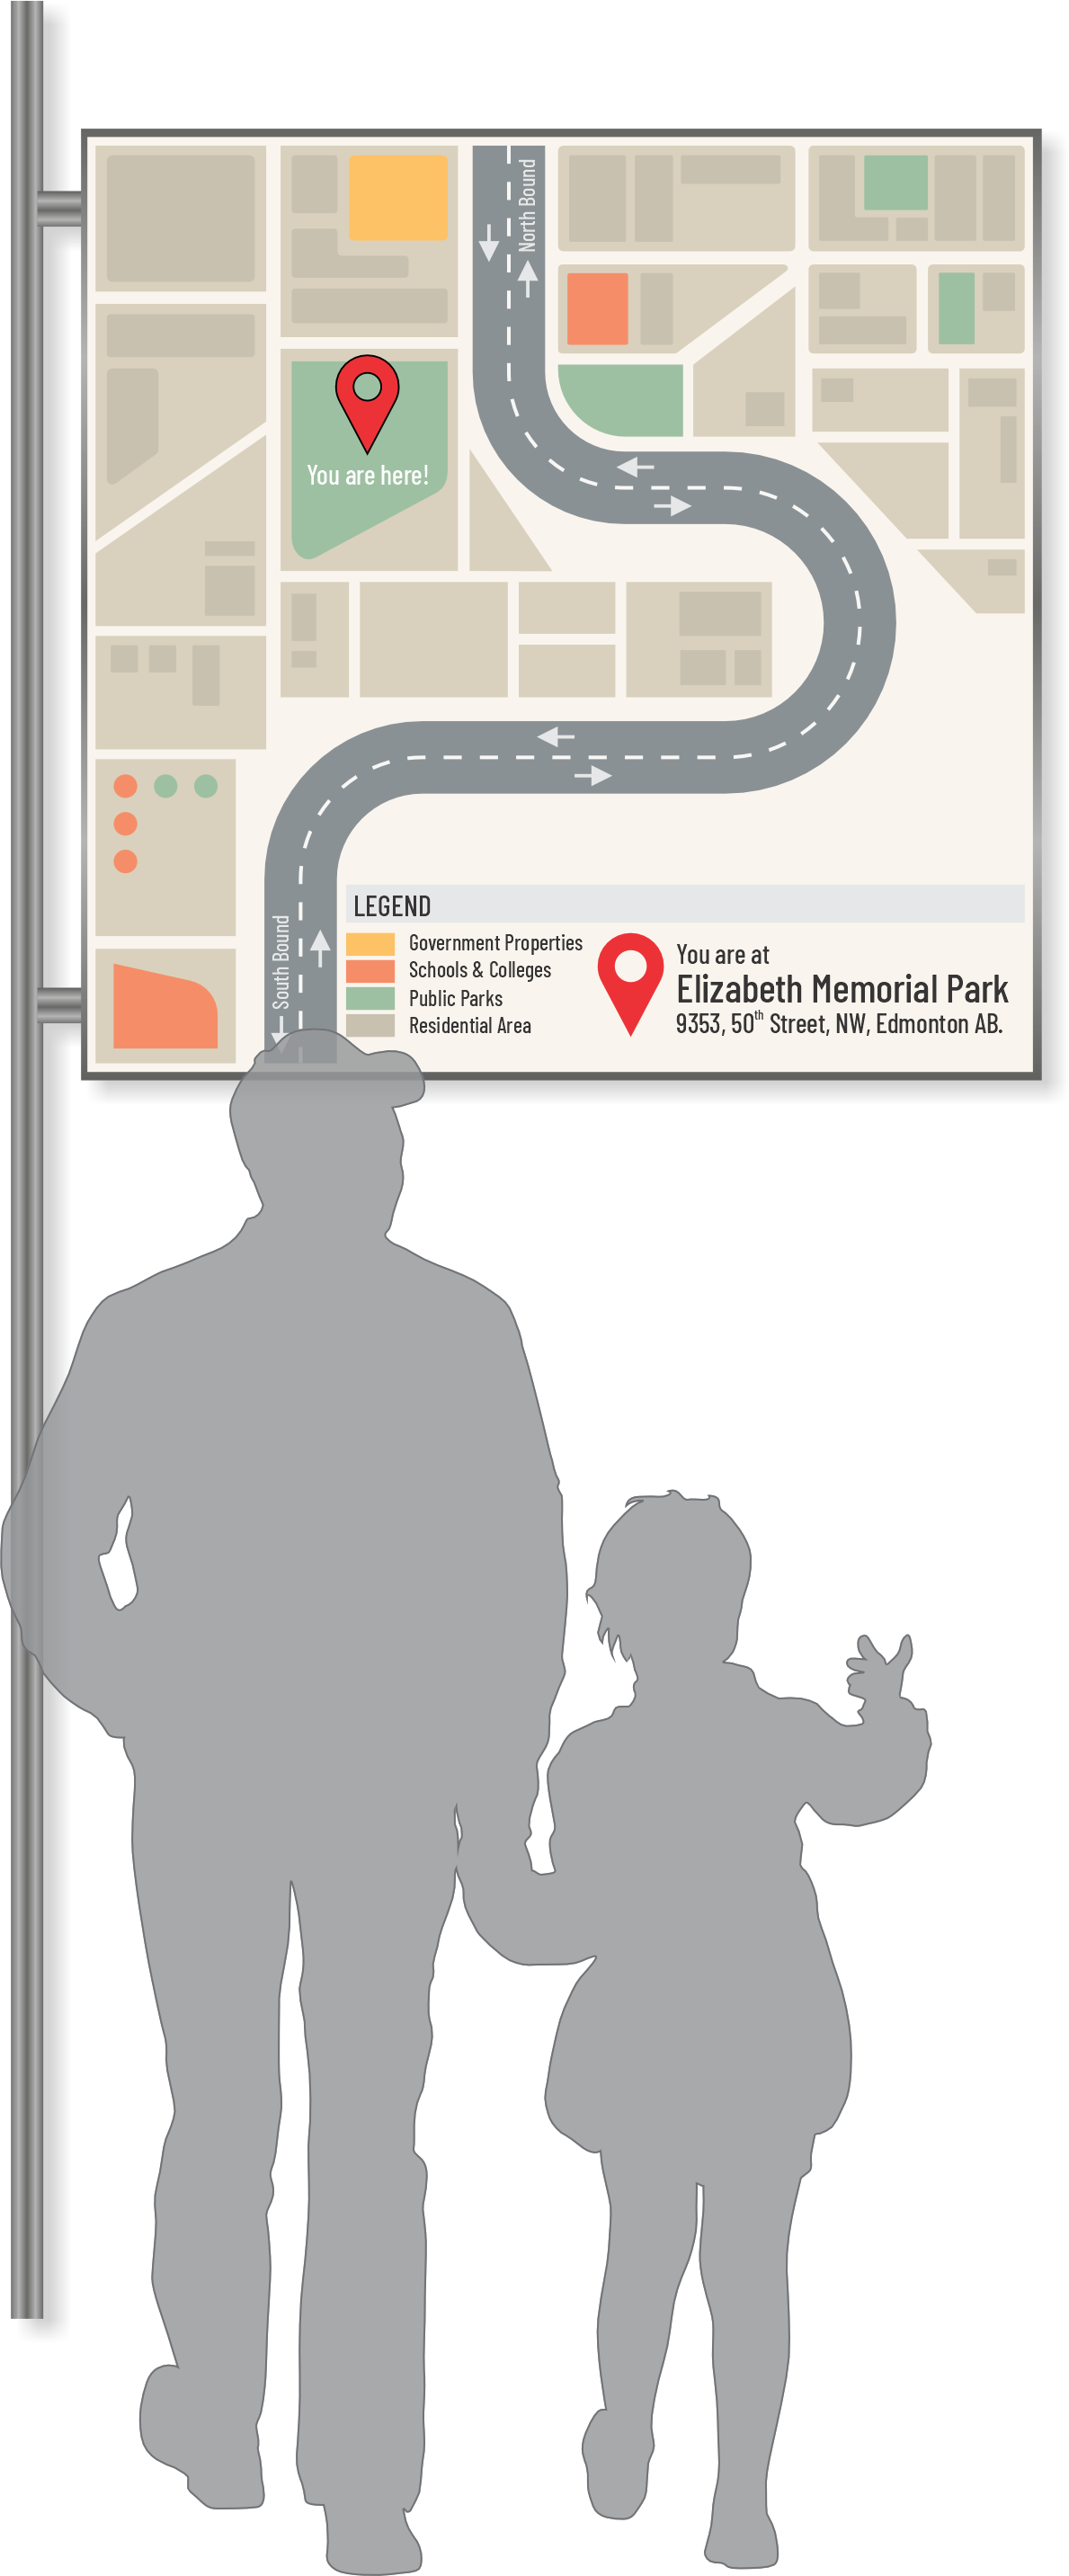 North Bound
You are here!
South Bound
LEGEND
Government Properties
Schools & Colleges
Public Parks
Residential Area
You are at
Elizabeth Memorial Park
9353, 50th Street, NW, Edmonton AB.